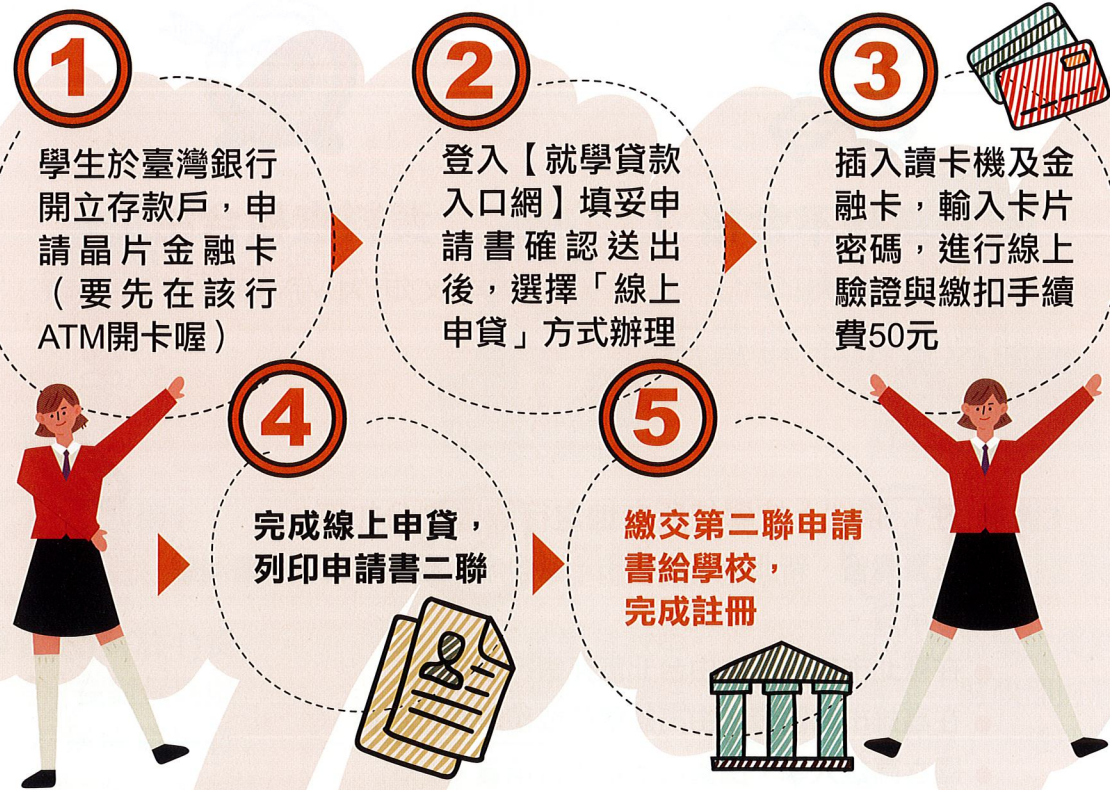 1
學生於臺灣銀行
開立存款戶，申
請晶片金融卡
（要先在該行
ATM開卡喔）
2
登入【就學貸款
入口網】填妥申
請書確認送出
後，選擇「線上
申貸」方式辦理
3
插入讀卡機及金
融卡，輸入卡片
密碼，進行線上
驗證與繳扣手續
費50元
4
完成線上申貸，
列印申請書二聯
5
繳交第二聯申請
書給學校，
完成註冊